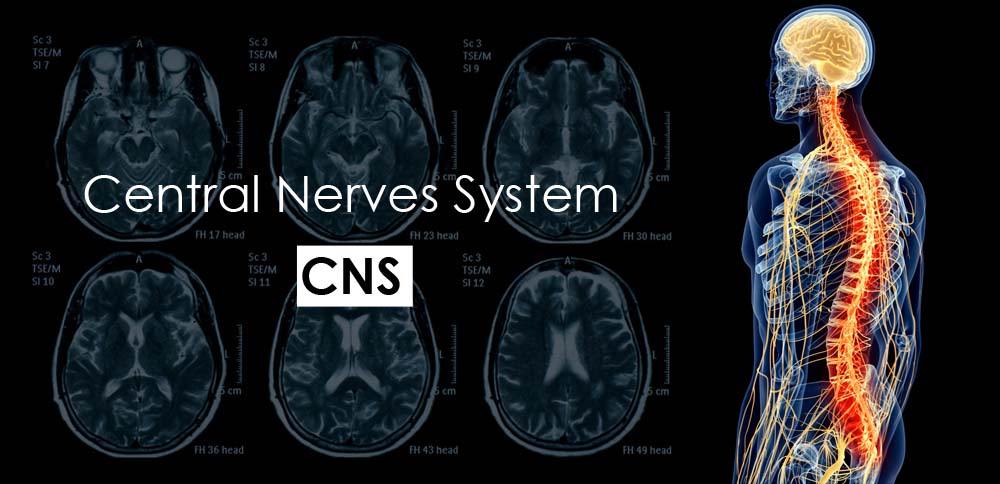 Sc 3
TSE/M
SI 7
A
5 cm
FH 17 head
Sc 3
TSE/M
SI 8
A
5 cm
FH 23 head
Sc 3
TSE/M
SI 9
A
L
5 cm
FH 30 head
Central Nerves System
CNS
Sc 3
TSE/M
SI 10
A
L
5 cm
FH 36 head
Sc 3
TSE/M
SI 11
L
5 cm
FH 43 head
Sc 3
TSE/M
SI 12
A
L
5 cm
FH 49 head